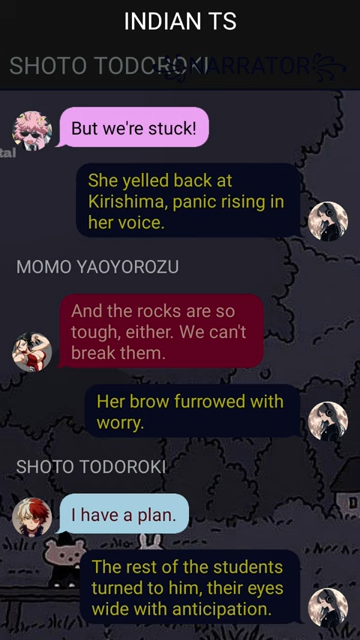 INDIAN TS
SHOTO TODOROKI
NARRATOR
But we're stuck!
tal
She yelled back at
Kirishima, panic rising in
her voice.
MOMO YAOYOROZU
And the rocks are so
tough, either. We can't
break them.
Her brow furrowed with
worry.
SHOTO TODOROKI
I have a plan.
The rest of the students
turned to him, their eyes
wide with anticipation.